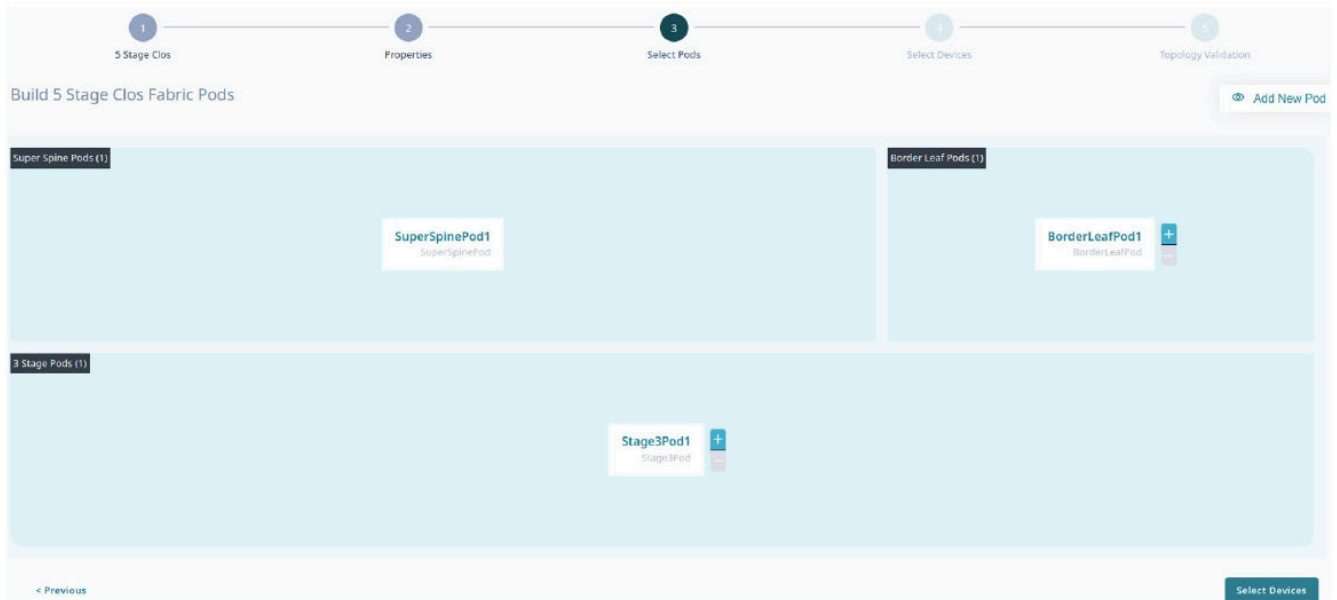 1 2 3 4 5
5 Stage Clos Properties Select Pods Select Devices Topology Validation
Build 5 Stage Clos Fabric Pods
Add New Pod
Super Spine Pods (1) Border Leaf Pods (1)
SuperSpinePod1 BorderLeafPod1 +
SuperSpinePod BorderLeafPod −
3 Stage Pods (1)
Stage3Pod1 +
Stage3Pod −
< Previous Select Devices